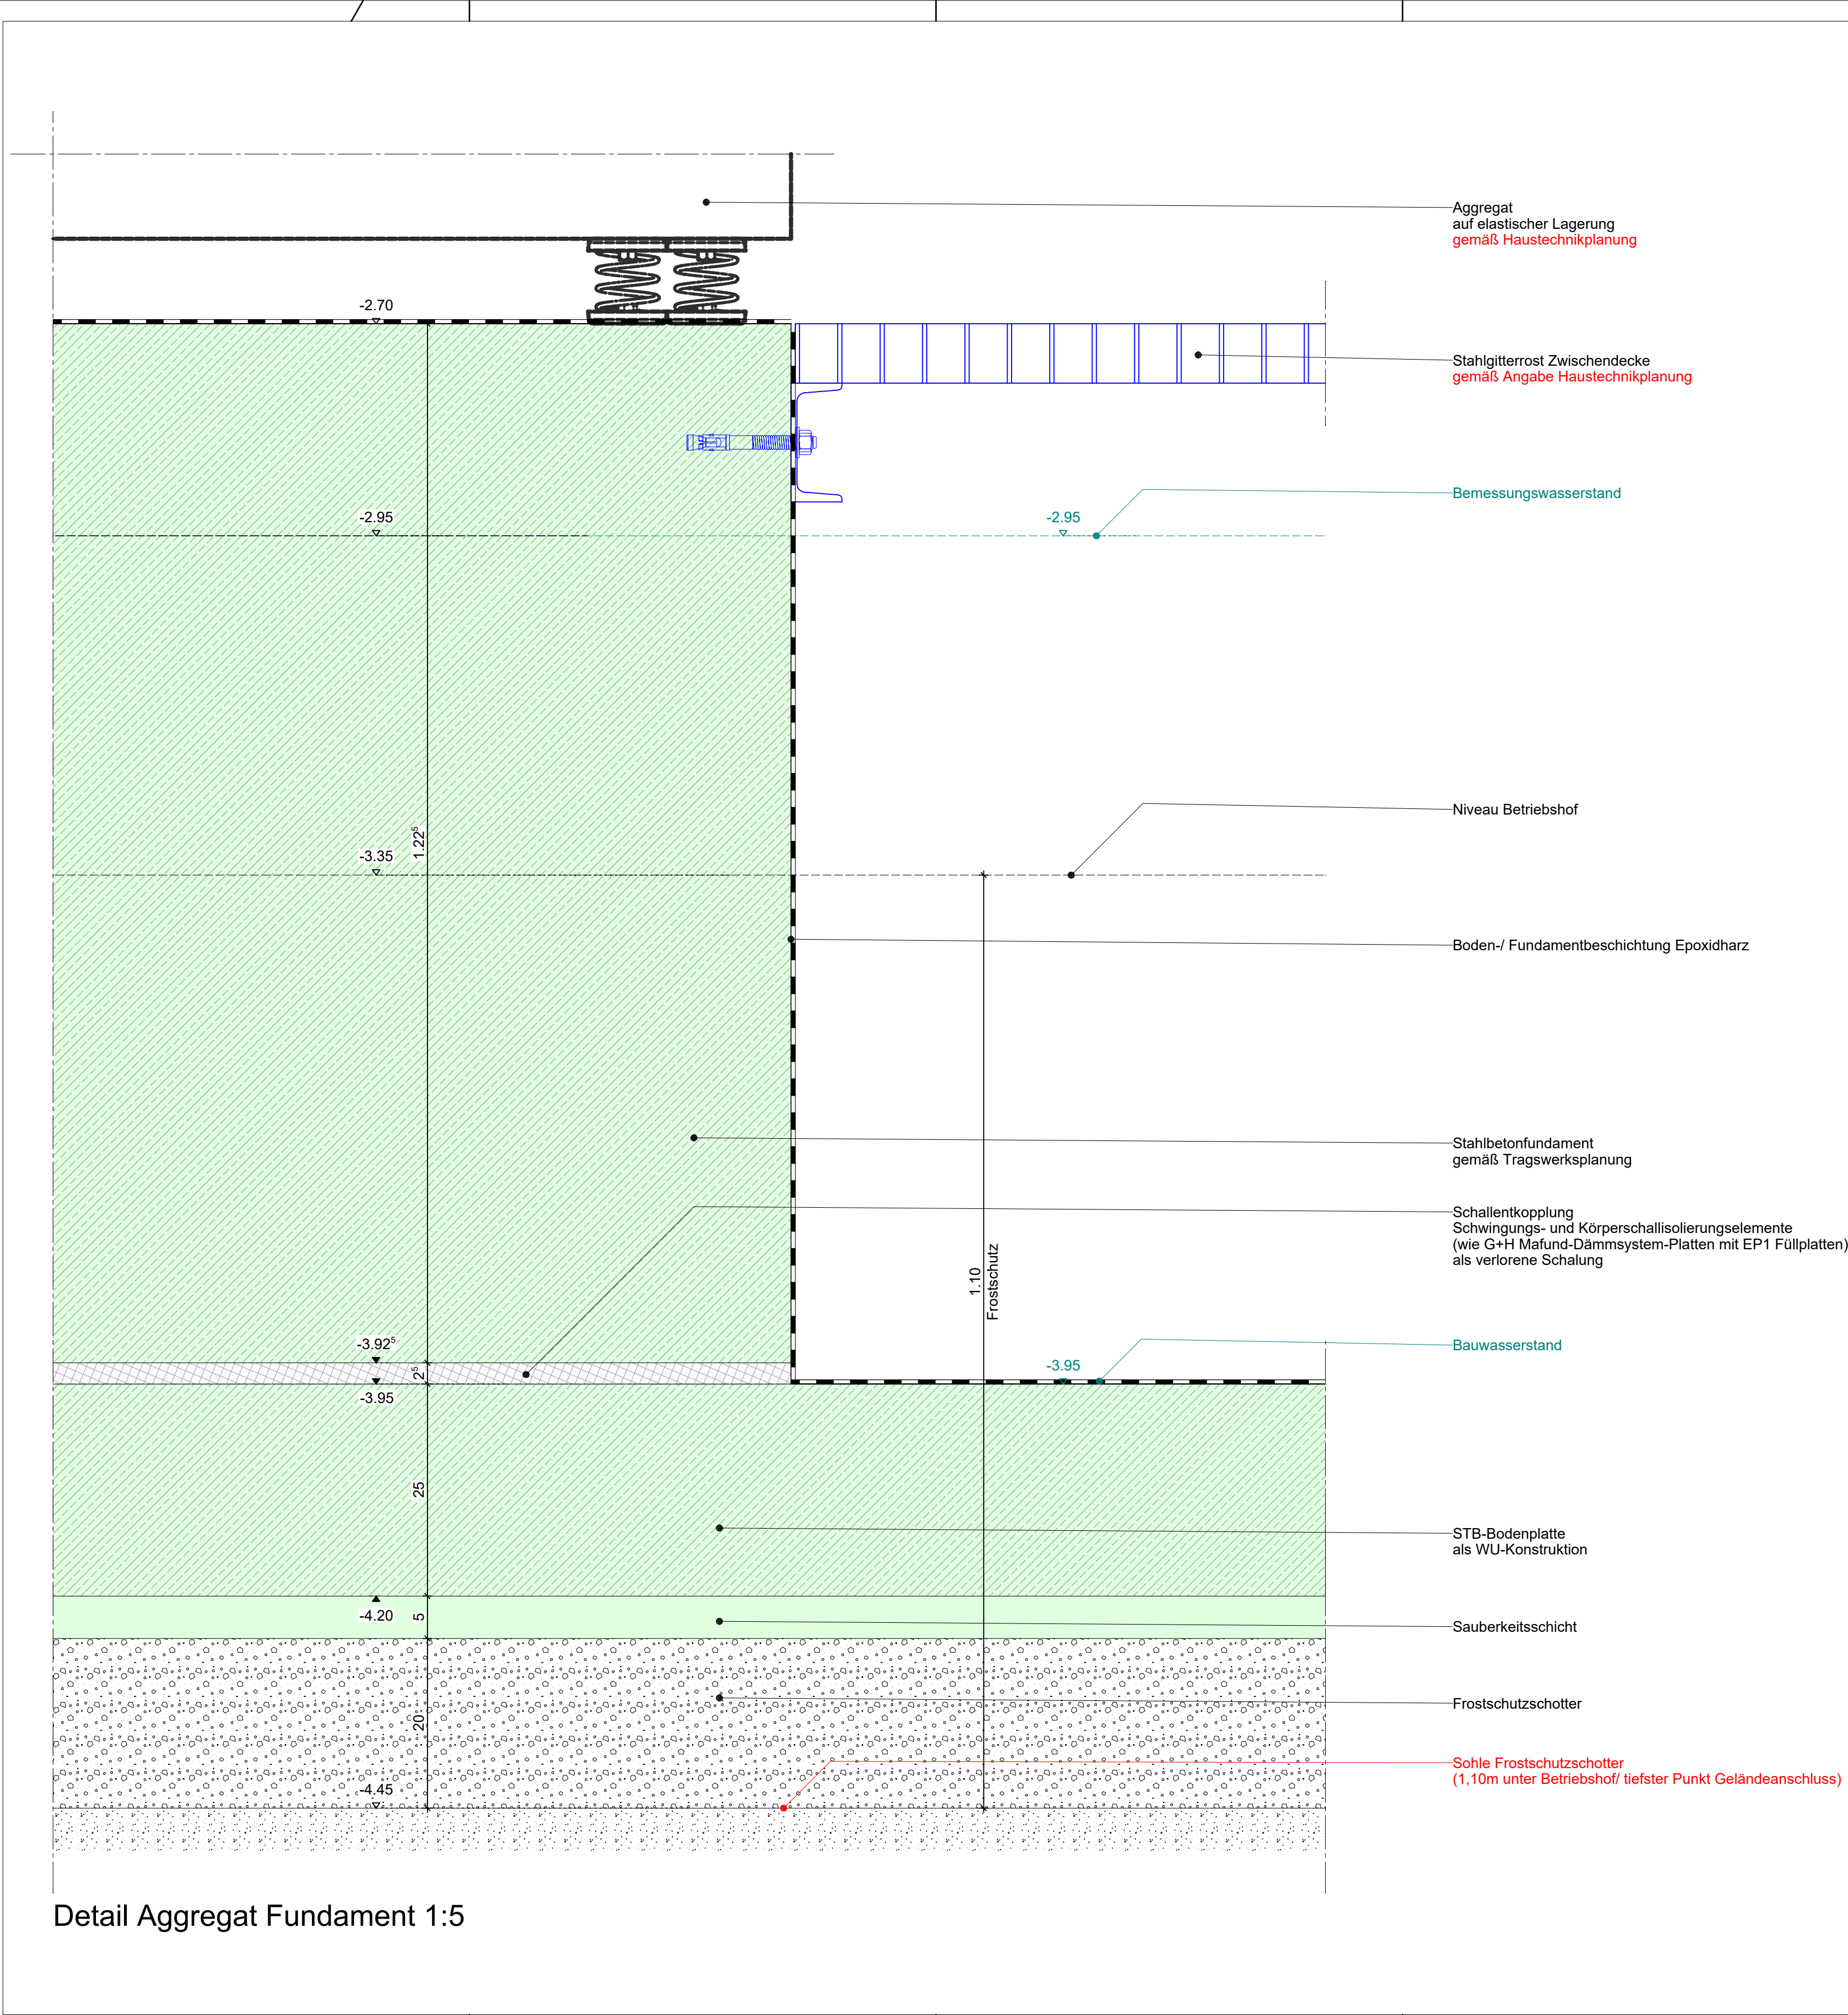 Aggregat
auf elastischer Lagerung
gemäß Haustechnikplanung
-2.70
Stahlgitterrost Zwischendecke
gemäß Angabe Haustechnikplanung
Bemessungswasserstand
-2.95
-2.95
Niveau Betriebshof
1.22⁵
-3.35
Boden-/ Fundamentbeschichtung Epoxidharz
Stahlbetonfundament
gemäß Tragswerksplanung
Schallentkopplung
Schwingungs- und Körperschallisolierungselemente
(wie G+H Mafund-Dämmsystem-Platten mit EP1 Füllplatten)
als verlorene Schalung
1.10
Frostschutz
-3.92⁵
Bauwasserstand
2⁵
-3.95
-3.95
25
STB-Bodenplatte
als WU-Konstruktion
-4.20
5
Sauberkeitsschicht
Frostschutzschotter
20
Sohle Frostschutzschotter
(1,10m unter Betriebshof/ tiefster Punkt Geländeanschluss)
-4.45
Detail Aggregat Fundament 1:5